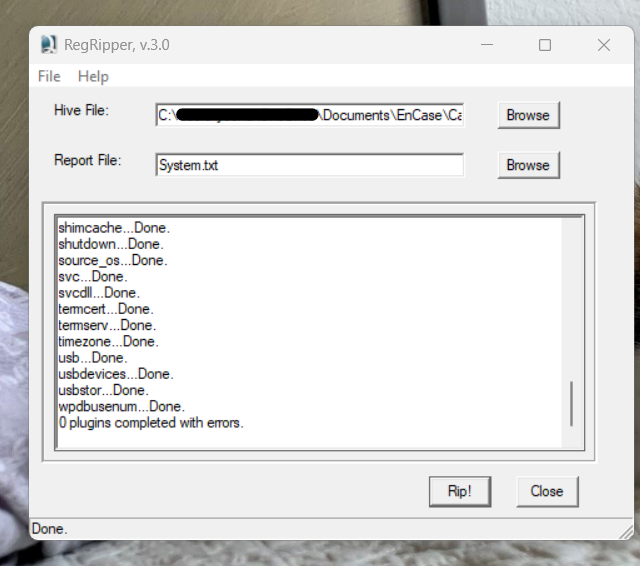 RegRipper, v.3.0
File Help
Hive File: C:\ \Documents\EnCase\Ca Browse
Report File: System.txt Browse
shimcache...Done.
shutdown...Done.
source_os...Done.
svc...Done.
svcdll...Done.
termcert...Done.
termserv...Done.
timezone...Done.
usb...Done.
usbdevices...Done.
usbstor...Done.
wpdbusenum...Done.
0 plugins completed with errors.
Rip! Close
Done.